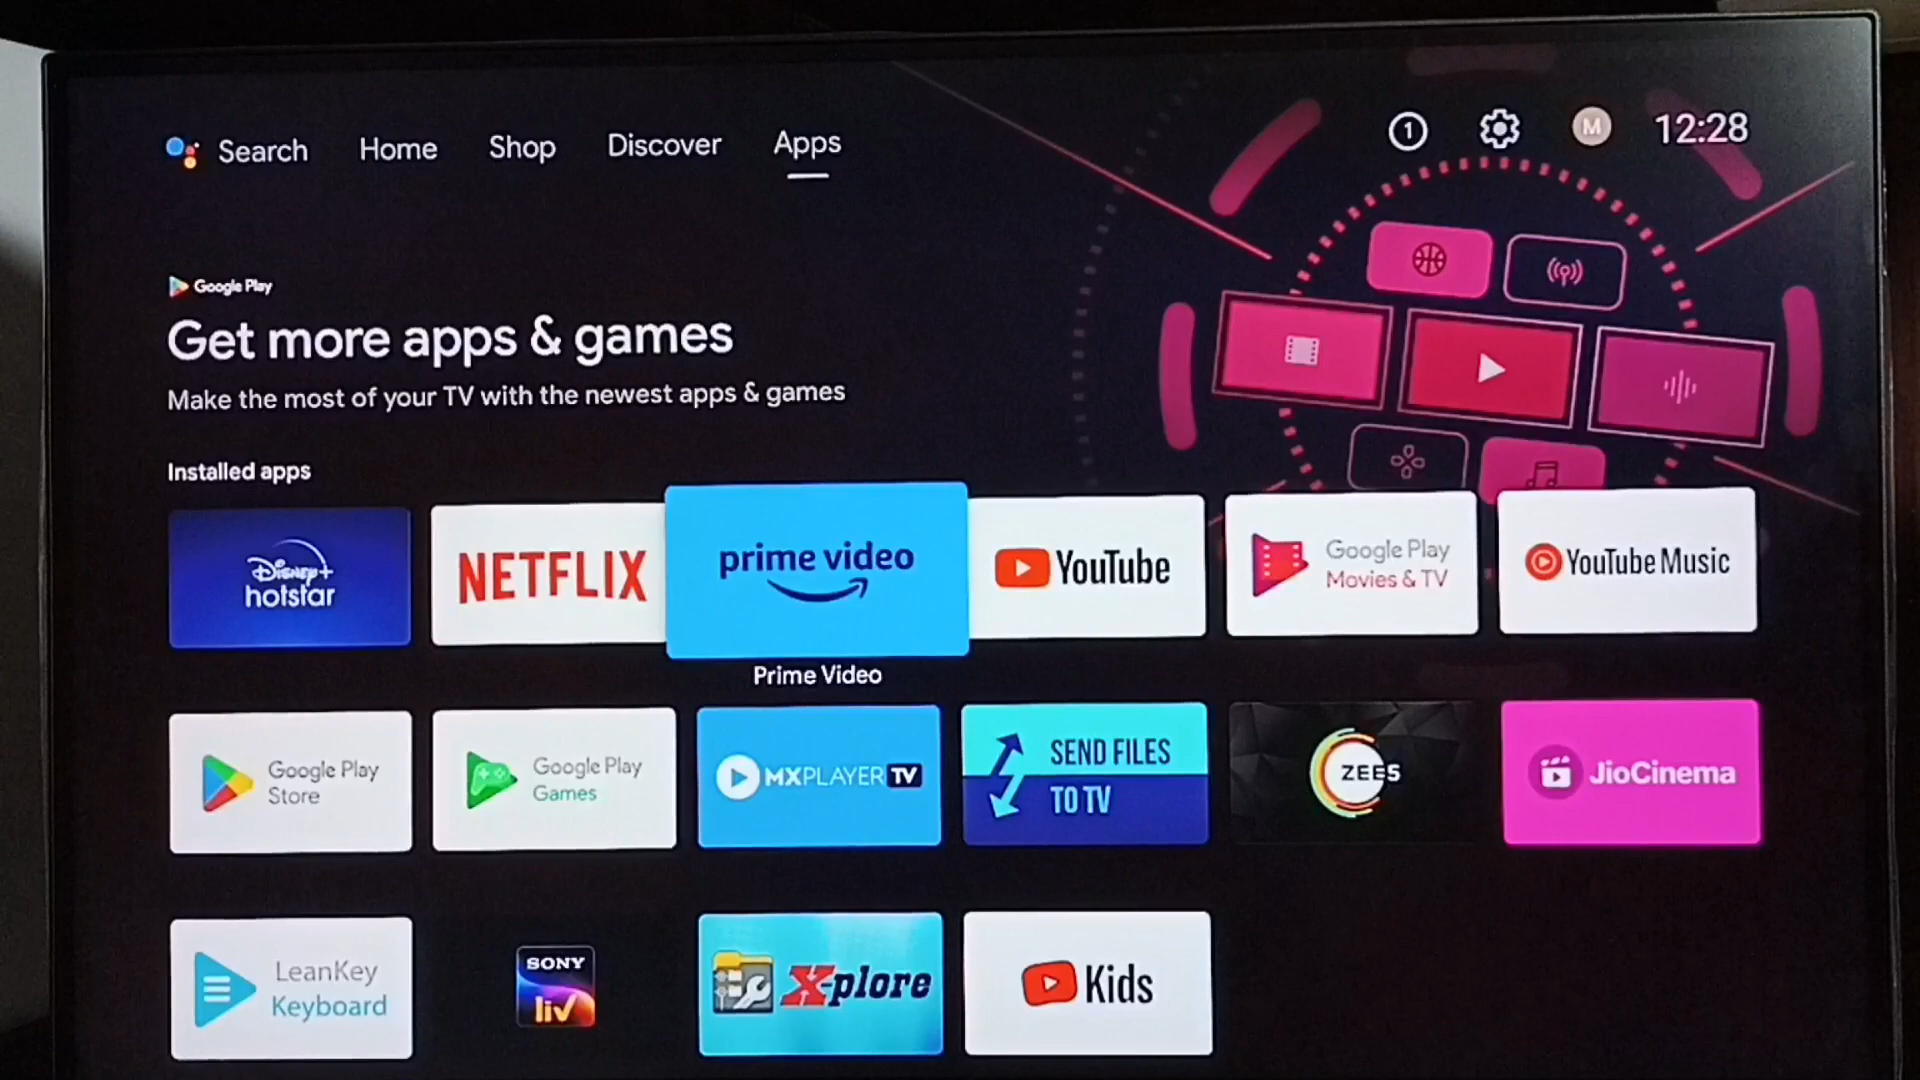 Search Home Shop Discover Apps
1 M 12:28
Google Play
Get more apps & games
Make the most of your TV with the newest apps & games
Installed apps
Disney+
hotstar
NETFLIX
prime video
YouTube
Google Play
Movies & TV
YouTube Music
Prime Video
Google Play
Store
Google Play
Games
MXPLAYER TV
SEND FILES
TO TV
ZEE5
JioCinema
LeanKey
Keyboard
SONY
liv
X-plore
Kids